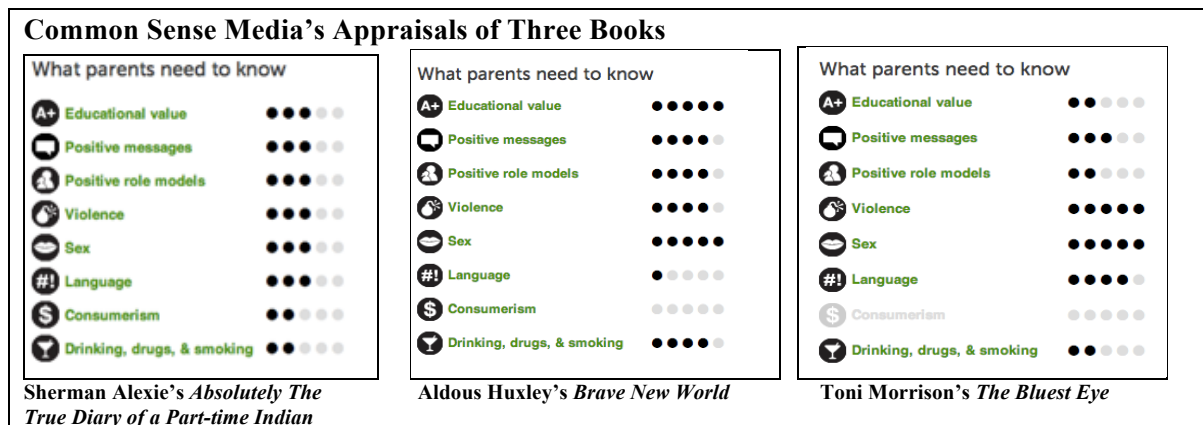 Common Sense Media's Appraisals of Three Books
What parents need to know
A+ Educational value
Positive messages
Positive role models
Violence
Sex
#! Language
$ Consumerism
Drinking, drugs, & smoking
Sherman Alexie's Absolutely The
True Diary of a Part-time Indian
What parents need to know
A+ Educational value
Positive messages
Positive role models
Violence
Sex
#! Language
$ Consumerism
Drinking, drugs, & smoking
Aldous Huxley's Brave New World
What parents need to know
A+ Educational value
Positive messages
Positive role models
Violence
Sex
#! Language
$ Consumerism
Drinking, drugs, & smoking
Toni Morrison's The Bluest Eye